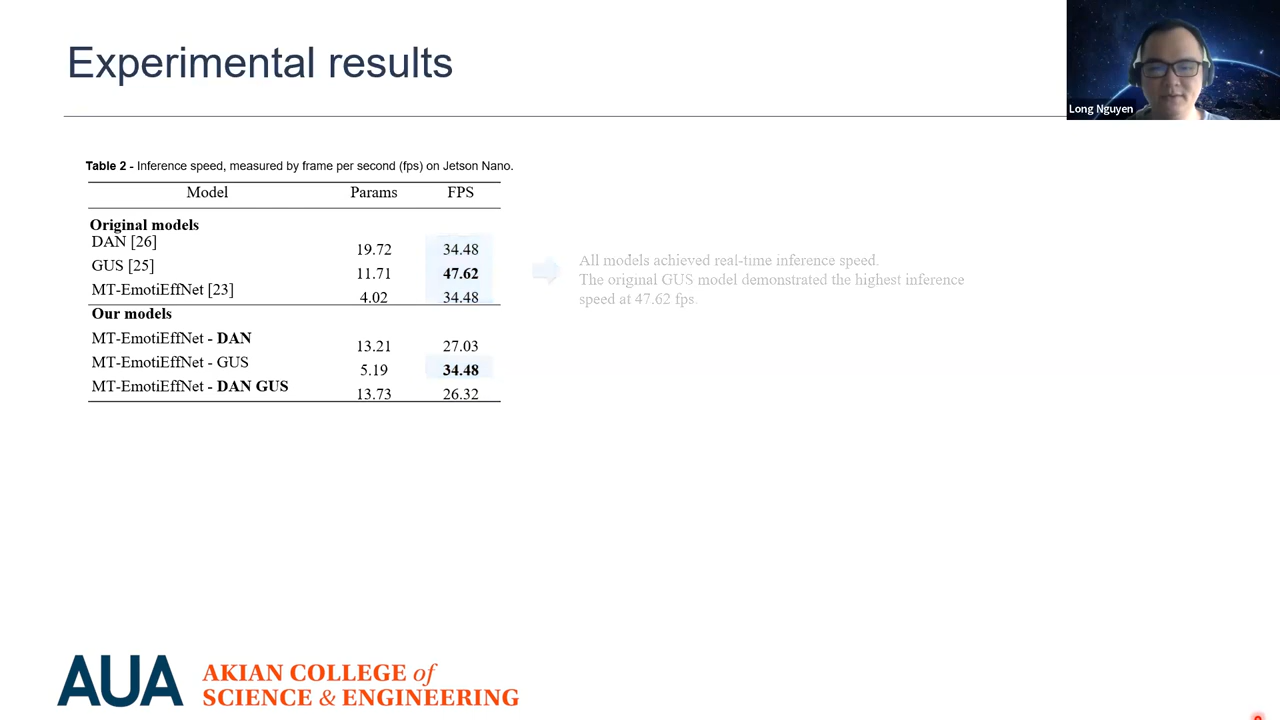 Experimental results
Long Nguyen
Table 2 - Inference speed, measured by frame per second (fps) on Jetson Nano.
Model Params FPS
Original models
DAN [26] 19.72 34.48
GUS [25] 11.71 47.62
MT-EmotiEffNet [23] 4.02 34.48
Our models
MT-EmotiEffNet - DAN 13.21 27.03
MT-EmotiEffNet - GUS 5.19 34.48
MT-EmotiEffNet - DAN GUS 13.73 26.32
All models achieved real-time inference speed.
The original GUS model demonstrated the highest inference
speed at 47.62 fps.
AUA
AKIAN COLLEGE of
SCIENCE & ENGINEERING